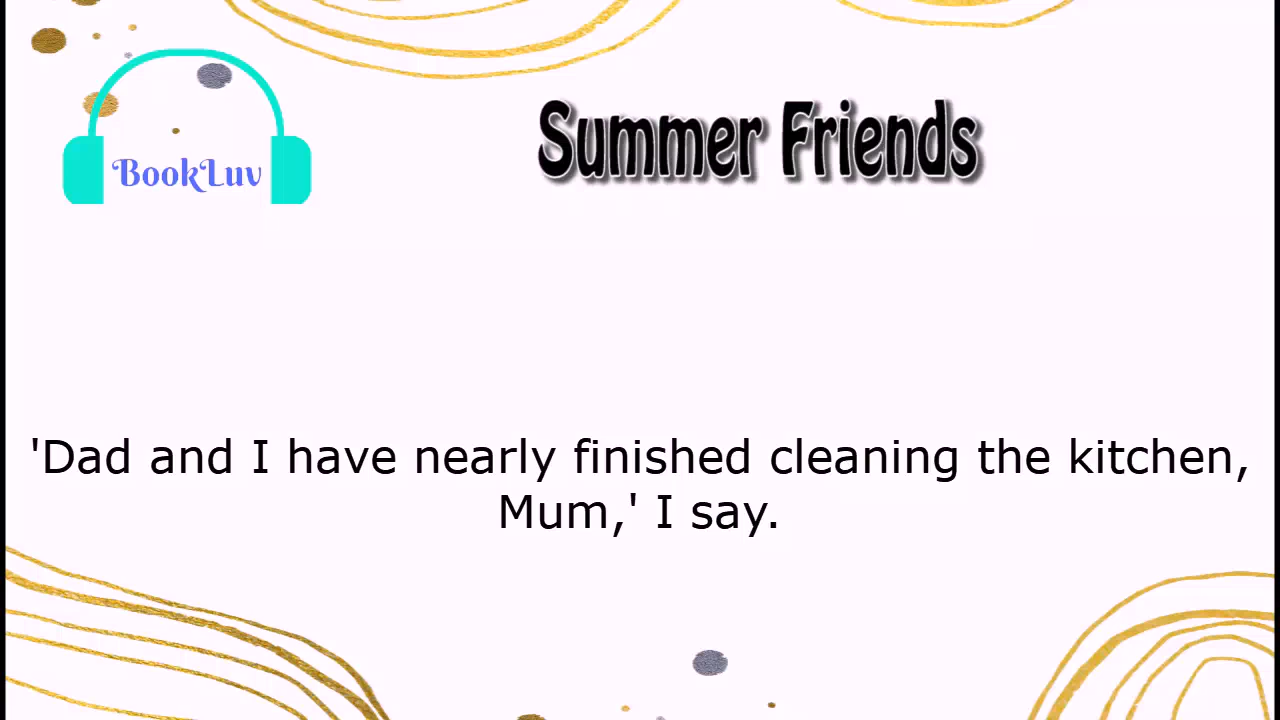 Summer Friends
BookLuv
'Dad and I have nearly finished cleaning the kitchen,
Mum,' I say.